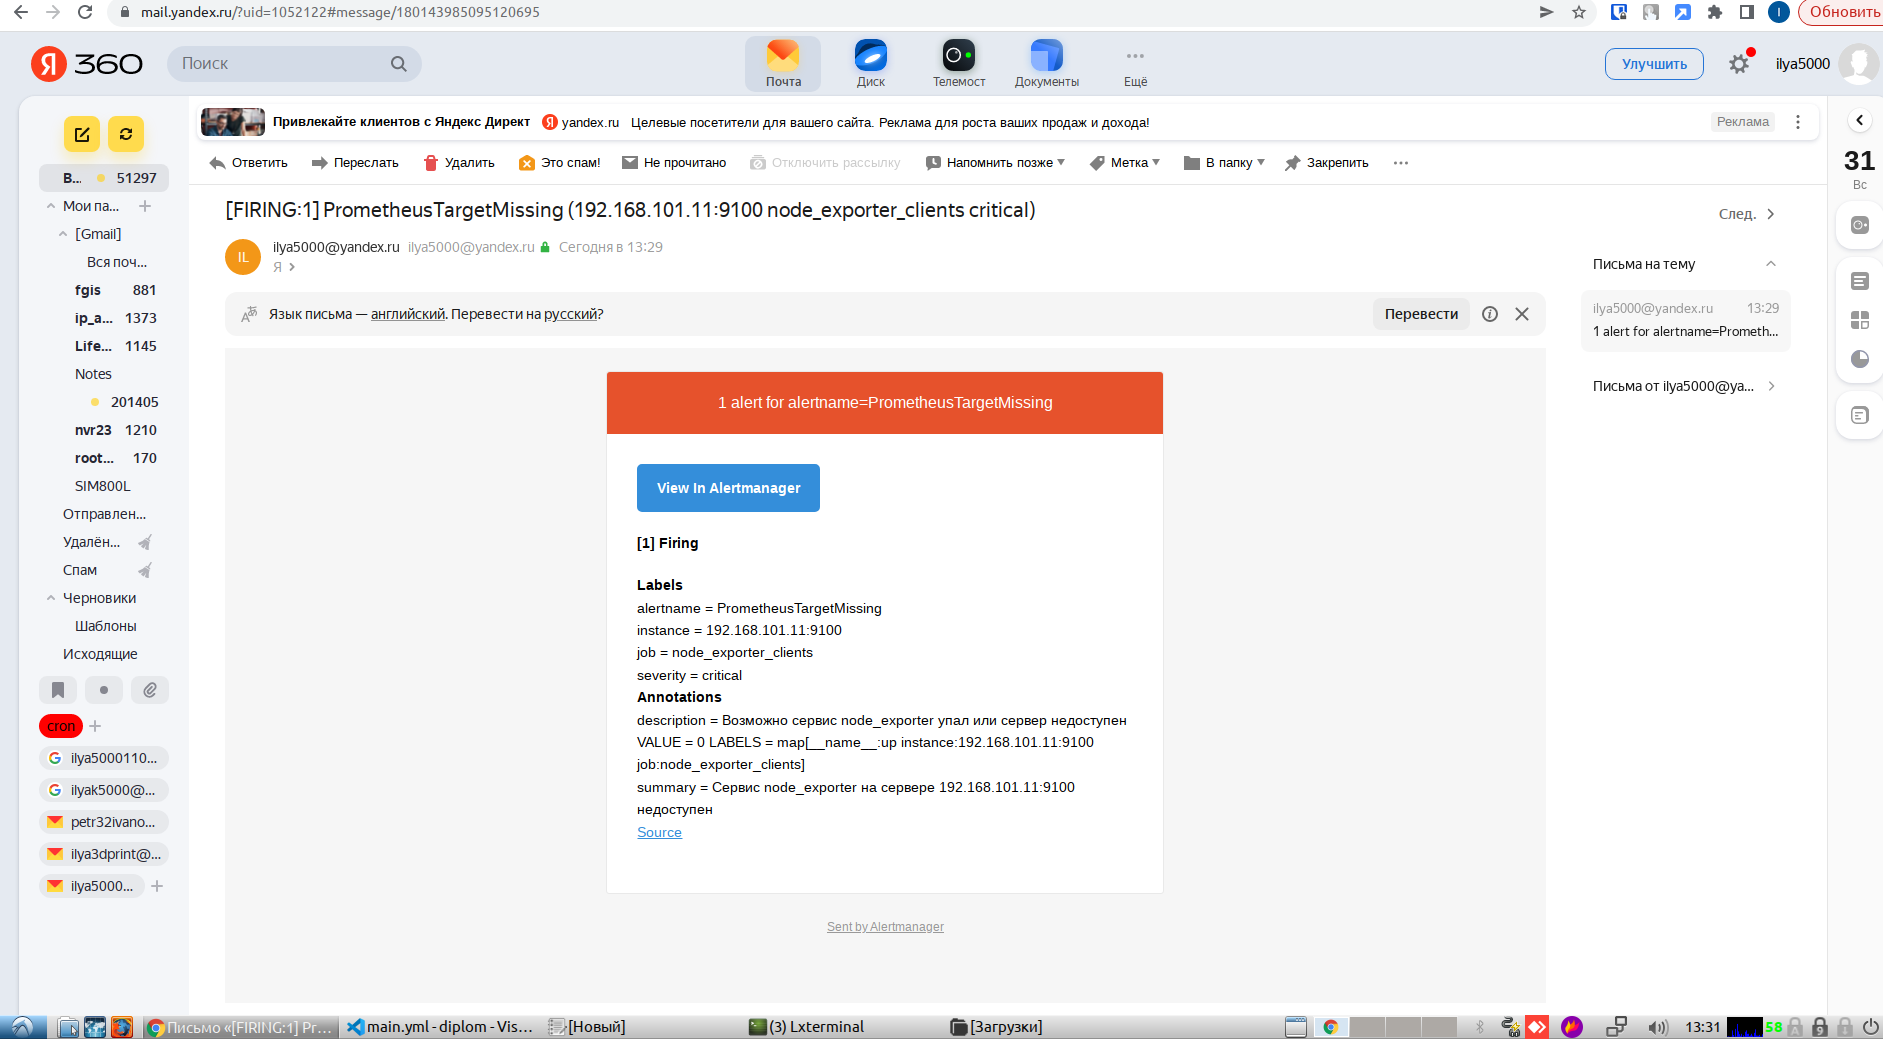 mail.yandex.ru/?uid=1052122#message/180143985095120695
Обновить
Я 360
Поиск
Почта
Диск
Телемост
Документы
Ещё
Улучшить
ilya5000
Привлекайте клиентов с Яндекс Директ
Я yandex.ru
Целевые посетители для вашего сайта. Реклама для роста ваших продаж и дохода!
Реклама
Ответить
Переслать
Удалить
Это спам!
Не прочитано
Отключить рассылку
Напомнить позже
Метка
В папку
Закрепить
В... 51297
Мои па...
[Gmail]
Вся поч...
fgis 881
ip_a... 1373
Life... 1145
Notes
201405
nvr23 1210
root... 170
SIM800L
Отправлен...
Удалён...
Спам
Черновики
Шаблоны
Исходящие
cron
ilya5000110...
ilyak5000@...
petr32ivano...
ilya3dprint@...
ilya5000...
[FIRING:1] PrometheusTargetMissing (192.168.101.11:9100 node_exporter_clients critical)
След.
IL
ilya5000@yandex.ru ilya5000@yandex.ru Сегодня в 13:29
Я
Язык письма — английский. Перевести на русский?
Перевести
1 alert for alertname=PrometheusTargetMissing
View In Alertmanager
[1] Firing
Labels
alertname = PrometheusTargetMissing
instance = 192.168.101.11:9100
job = node_exporter_clients
severity = critical
Annotations
description = Возможно сервис node_exporter упал или сервер недоступен
VALUE = 0 LABELS = map[__name__:up instance:192.168.101.11:9100
job:node_exporter_clients]
summary = Сервис node_exporter на сервере 192.168.101.11:9100
недоступен
Source
Sent by Alertmanager
Письма на тему
ilya5000@yandex.ru 13:29
1 alert for alertname=Prometh...
Письма от ilya5000@ya...
31
Вс
Письмо «[FIRING:1] Pr...
main.yml - diplom - Vis...
[Новый]
(3) Lxterminal
[Загрузки]
13:31
58